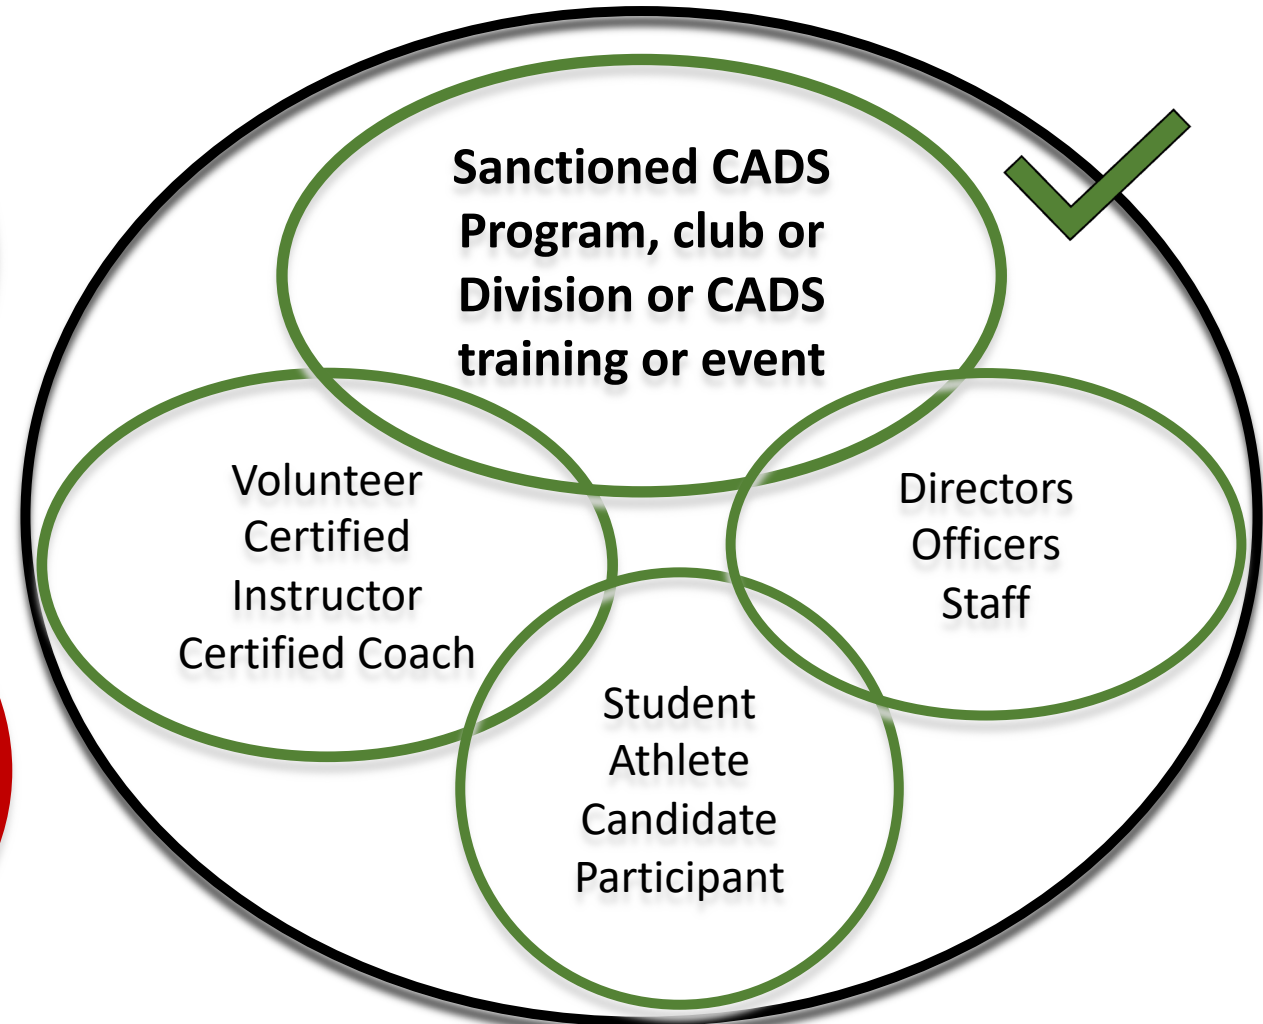 Sanctioned CADS
Program, club or
Division or CADS
training or event
Volunteer
Certified
Instructor
Certified Coach
Directors
Officers
Staff
Student
Athlete
Candidate
Participant